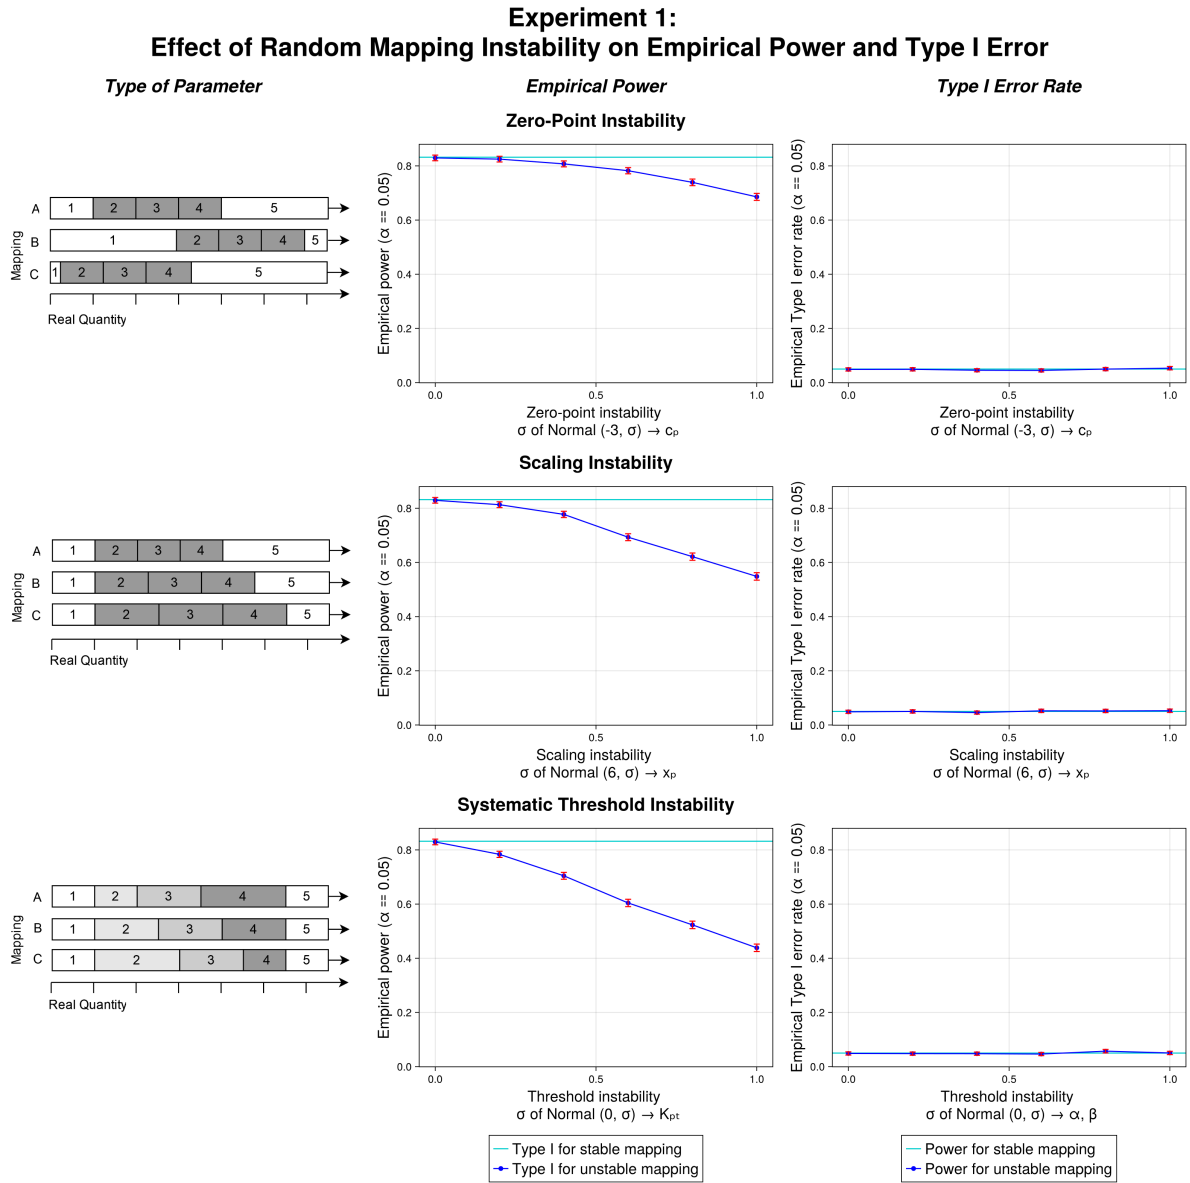 Experiment 1:
Effect of Random Mapping Instability on Empirical Power and Type I Error
Type of Parameter
Empirical Power
Type I Error Rate
Zero-Point Instability
Mapping
A 1 2 3 4 5
B 1 2 3 4 5
C 1 2 3 4 5
Real Quantity
Empirical power (α == 0.05)
0.8
0.6
0.4
0.2
0.0
0.0 0.5 1.0
Zero-point instability
σ of Normal (-3, σ) → cₚ
Empirical Type I error rate (α == 0.05)
0.8
0.6
0.4
0.2
0.0
0.0 0.5 1.0
Zero-point instability
σ of Normal (-3, σ) → cₚ
Scaling Instability
Mapping
A 1 2 3 4 5
B 1 2 3 4 5
C 1 2 3 4 5
Real Quantity
Empirical power (α == 0.05)
0.8
0.6
0.4
0.2
0.0
0.0 0.5 1.0
Scaling instability
σ of Normal (6, σ) → xₚ
Empirical Type I error rate (α == 0.05)
0.8
0.6
0.4
0.2
0.0
0.0 0.5 1.0
Scaling instability
σ of Normal (6, σ) → xₚ
Systematic Threshold Instability
Mapping
A 1 2 3 4 5
B 1 2 3 4 5
C 1 2 3 4 5
Real Quantity
Empirical power (α == 0.05)
0.8
0.6
0.4
0.2
0.0
0.0 0.5 1.0
Threshold instability
σ of Normal (0, σ) → Kₚₜ
Empirical Type I error rate (α == 0.05)
0.8
0.6
0.4
0.2
0.0
0.0 0.5 1.0
Threshold instability
σ of Normal (0, σ) → α, β
Type I for stable mapping
Type I for unstable mapping
Power for stable mapping
Power for unstable mapping